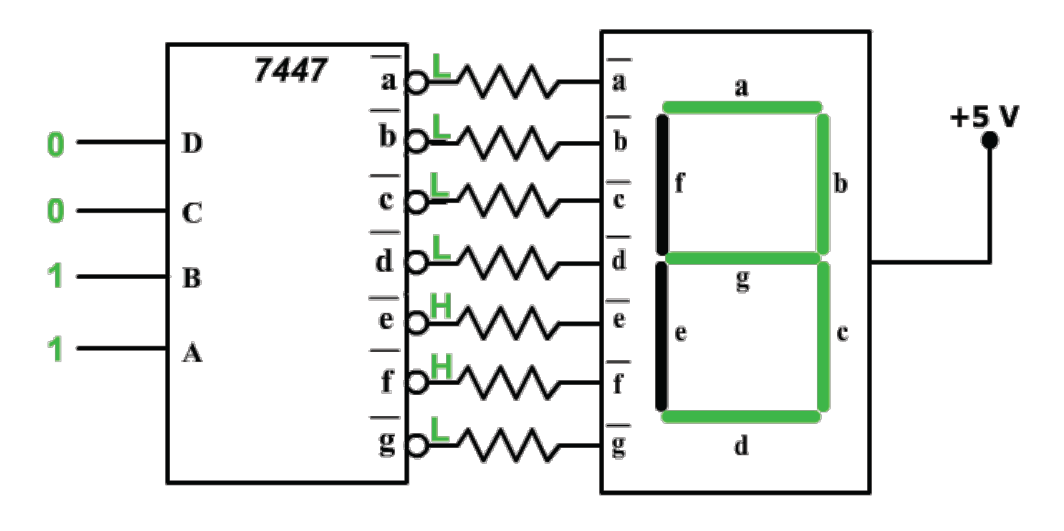 7447
a̅ L a̅
a
+5 V
0 D
b̅ L b̅
f b
0 C
c̅ L c̅
d̅ L d̅
1 B
g
e̅ H e̅
e c
1 A
f̅ H f̅
g̅ L g̅
d